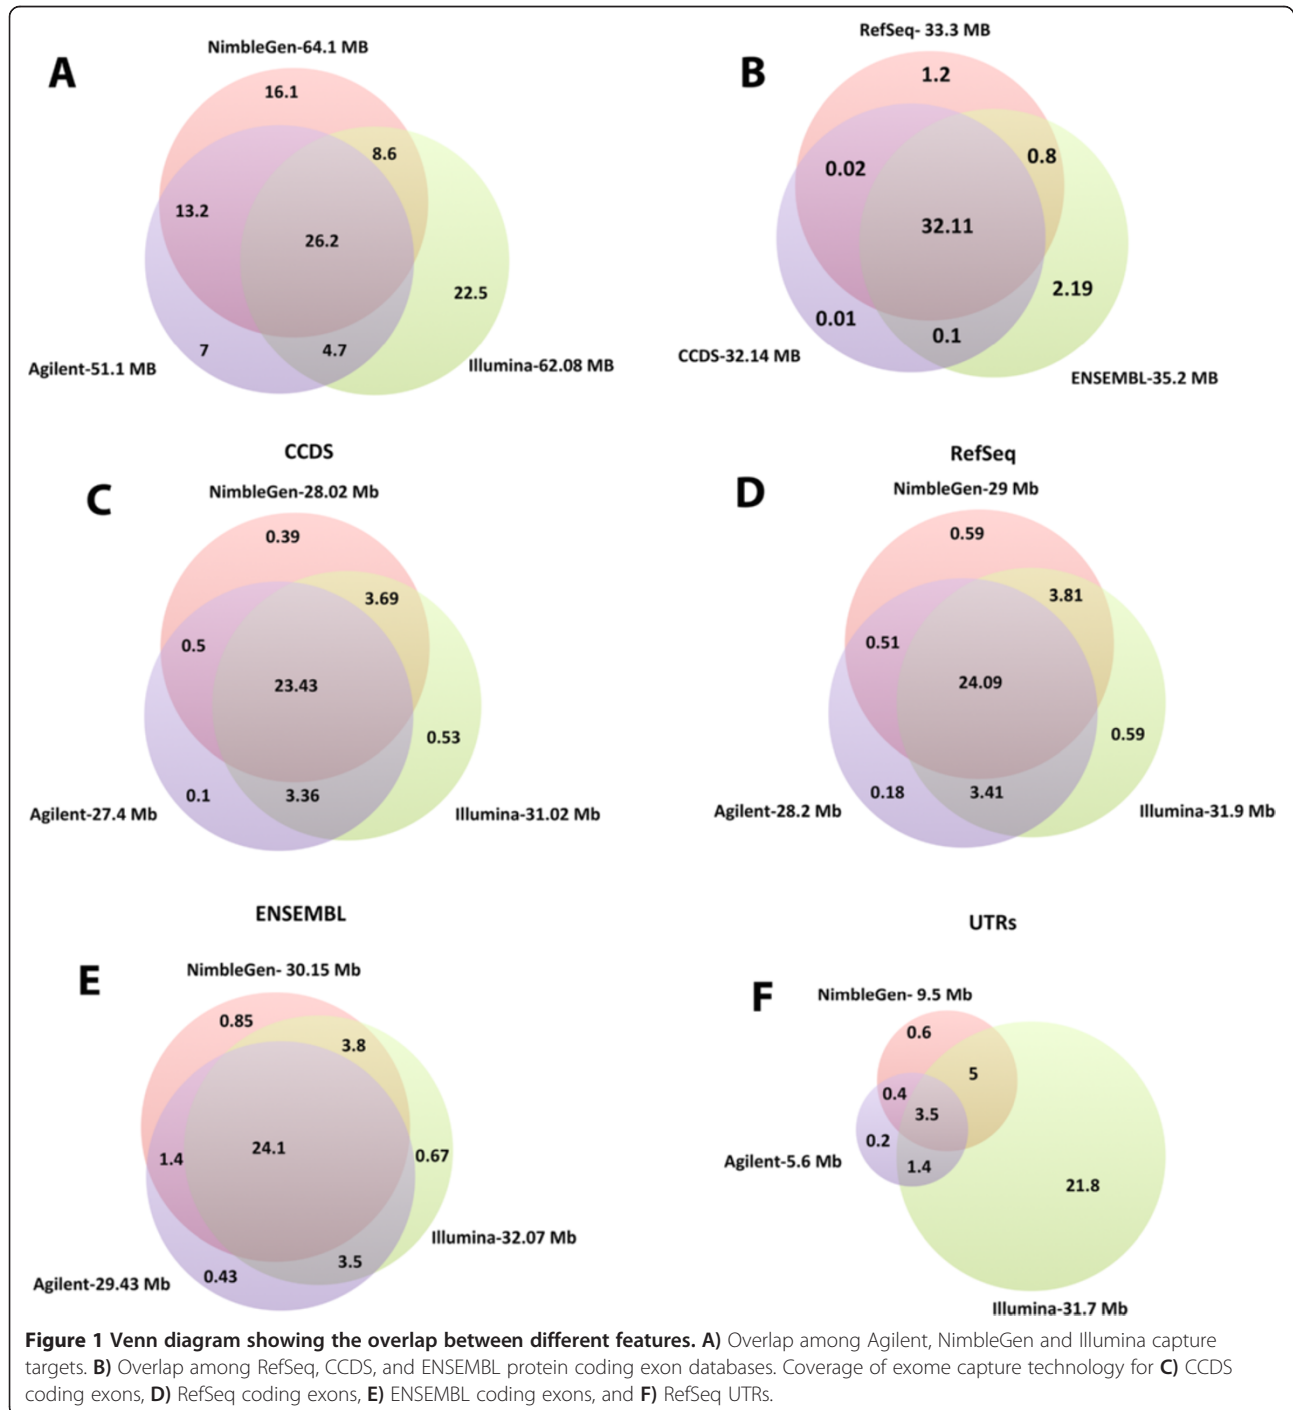 A
NimbleGen-64.1 MB
16.1
8.6
13.2
26.2
22.5
7
4.7
Agilent-51.1 MB
Illumina-62.08 MB
B
RefSeq- 33.3 MB
1.2
0.8
0.02
32.11
2.19
0.01
0.1
CCDS-32.14 MB
ENSEMBL-35.2 MB
CCDS
C
NimbleGen-28.02 Mb
0.39
3.69
0.5
23.43
0.53
0.1
3.36
Agilent-27.4 Mb
Illumina-31.02 Mb
RefSeq
D
NimbleGen-29 Mb
0.59
3.81
0.51
24.09
0.59
0.18
3.41
Agilent-28.2 Mb
Illumina-31.9 Mb
ENSEMBL
E
NimbleGen- 30.15 Mb
0.85
3.8
1.4
24.1
0.67
0.43
3.5
Agilent-29.43 Mb
Illumina-32.07 Mb
UTRs
F
NimbleGen- 9.5 Mb
0.6
5
0.4
3.5
0.2
1.4
21.8
Agilent-5.6 Mb
Illumina-31.7 Mb
Figure 1 Venn diagram showing the overlap between different features. A) Overlap among Agilent, NimbleGen and Illumina capture
targets. B) Overlap among RefSeq, CCDS, and ENSEMBL protein coding exon databases. Coverage of exome capture technology for C) CCDS
coding exons, D) RefSeq coding exons, E) ENSEMBL coding exons, and F) RefSeq UTRs.